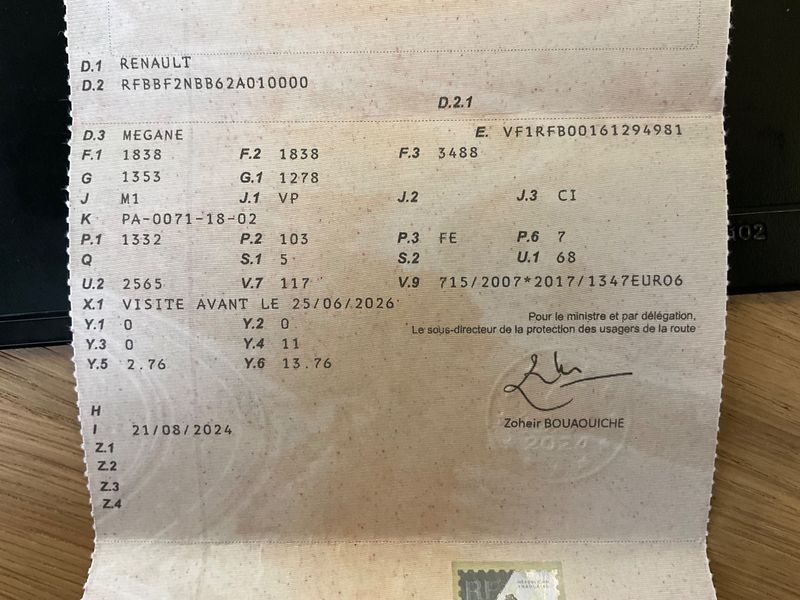 D.1 RENAULT
D.2 RFBBF2NBB62A010000
D.2.1
D.3 MEGANE E. VF1RFB00161294981
F.1 1838 F.2 1838 F.3 3488
G 1353 G.1 1278
J M1 J.1 VP J.2 J.3 CI
K PA-0071-18-02
P.1 1332 P.2 103 P.3 FE P.6 7
Q S.1 5 S.2 U.1 68
U.2 2565 V.7 117 V.9 715/2007*2017/1347EURO6
X.1 VISITE AVANT LE 25/06/2026
Y.1 0 Y.2 0
Y.3 0 Y.4 11
Y.5 2.76 Y.6 13.76
Pour le ministre et par délégation,
Le sous-directeur de la protection des usagers de la route
Zoheir BOUAOUICHE
2024
H
I 21/08/2024
Z.1
Z.2
Z.3
Z.4
RÉPUBLIQUE
FRANÇAISE